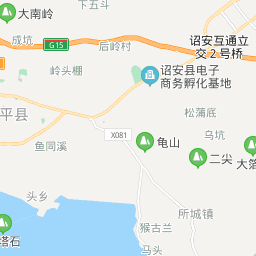 下五斗
大南岭
成坑
后岭村
诏安互通立
交2号桥
G15
岭头棚
诏安县电子
商务孵化基地
松蒲底
平县
乌坑
X081
龟山
鱼同溪
二尖
大箔
头乡
所城镇
猴古兰
塔石
马头